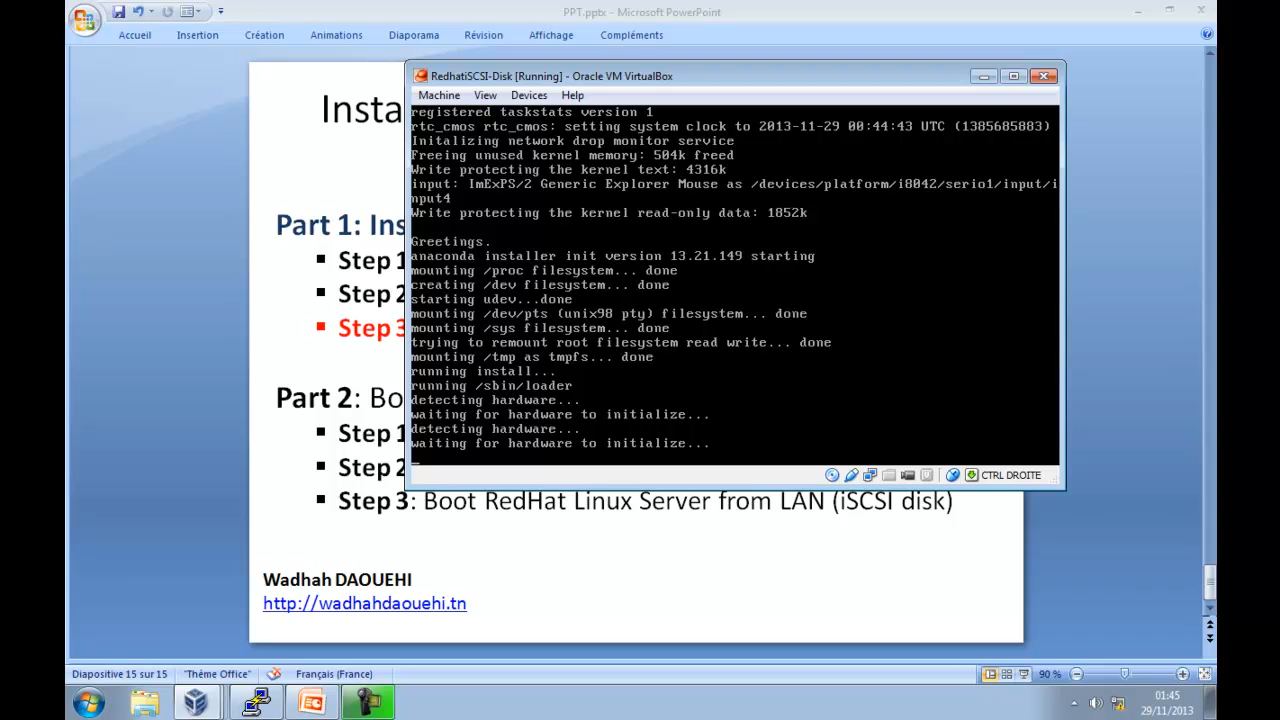 PPT.pptx - Microsoft PowerPoint
Accueil Insertion Création Animations Diaporama Révision Affichage Compléments
Insta
Part 1: Ins
Step 1
Step 2
Step 3
Part 2: Bo
Step 1
Step 2
Step 3: Boot RedHat Linux Server from LAN (iSCSI disk)
Wadhah DAOUEHI
http://wadhahdaouehi.tn
RedhatiSCSI-Disk [Running] - Oracle VM VirtualBox
Machine View Devices Help
registered taskstats version 1
rtc_cmos rtc_cmos: setting system clock to 2013-11-29 00:44:43 UTC (1385685883)
Initalizing network drop monitor service
Freeing unused kernel memory: 504k freed
Write protecting the kernel text: 4316k
input: ImExPS/2 Generic Explorer Mouse as /devices/platform/i8042/serio1/input/i
nput4
Write protecting the kernel read-only data: 1852k
Greetings.
anaconda installer init version 13.21.149 starting
mounting /proc filesystem... done
creating /dev filesystem... done
starting udev...done
mounting /dev/pts (unix98 pty) filesystem... done
mounting /sys filesystem... done
trying to remount root filesystem read write... done
mounting /tmp as tmpfs... done
running install...
running /sbin/loader
detecting hardware...
waiting for hardware to initialize...
detecting hardware...
waiting for hardware to initialize...
CTRL DROITE
Diapositive 15 sur 15 "Thème Office" Français (France) 90 %
01:45
29/11/2013